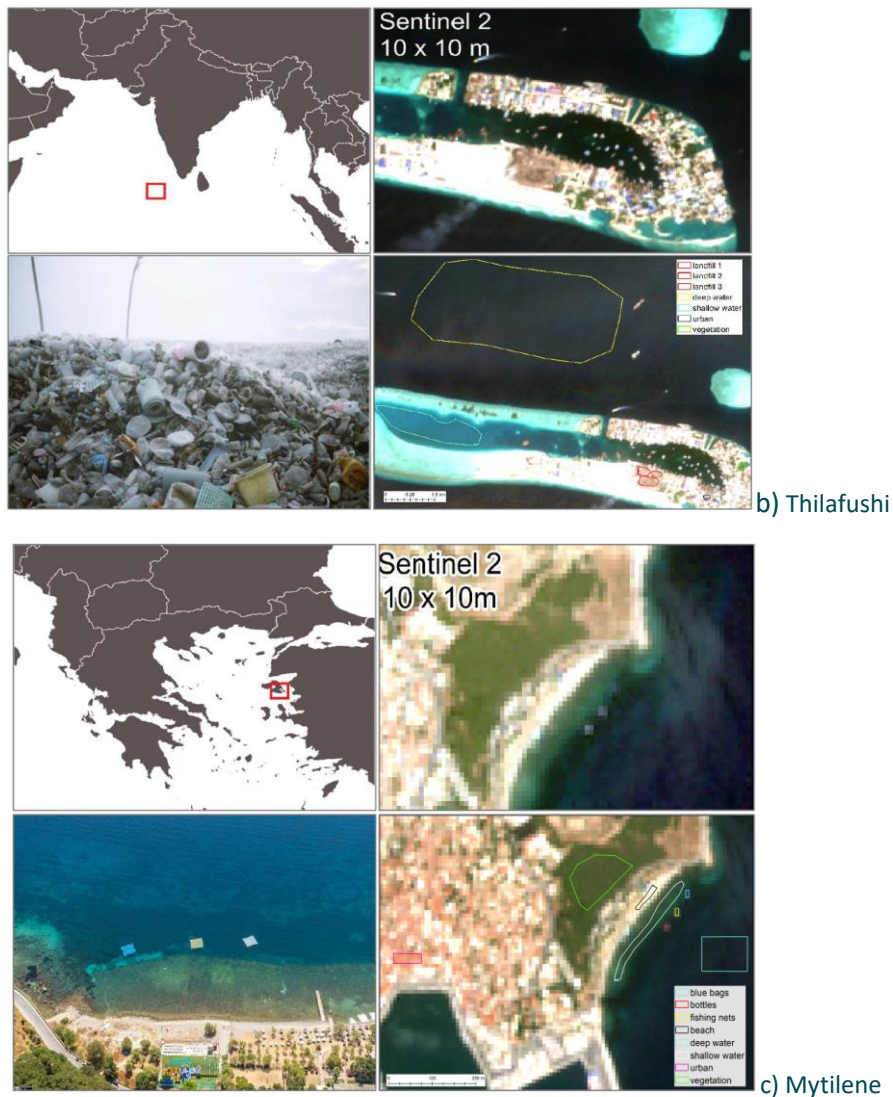 Sentinel 2
10 x 10 m
landfill 1
landfill 2
landfill 3
deep water
shallow water
urban
vegetation
b) Thilafushi
Sentinel 2
10 x 10m
blue bags
bottles
fishing nets
beach
deep water
shallow water
urban
vegetation
c) Mytilene